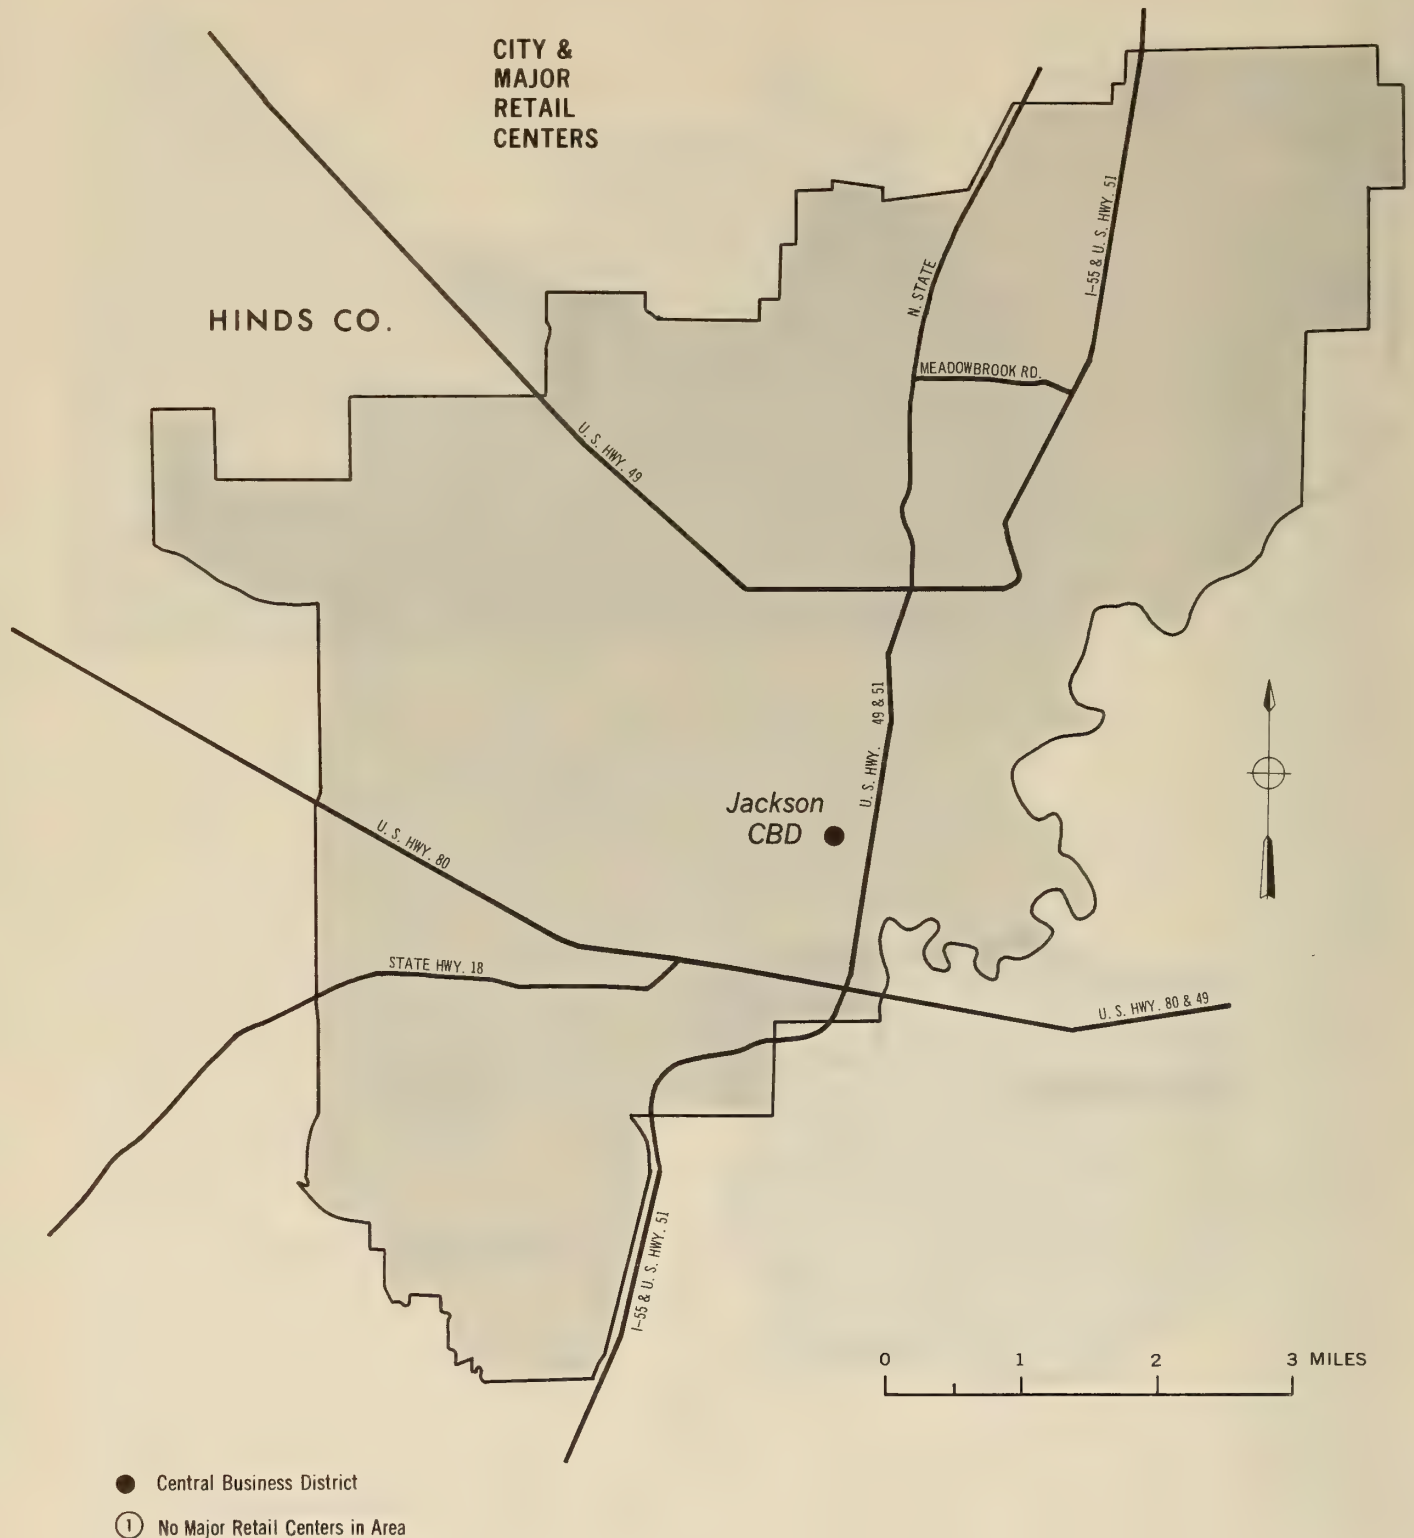 CITY &
MAJOR
RETAIL
CENTERS
HINDS CO.
N. STATE
I-55 & U. S. HWY. 51
MEADOWBROOK RD.
U. S. HWY. 49
U. S. HWY. 49 & 51
Jackson
CBD
U. S. HWY. 80
STATE HWY. 18
U. S. HWY. 80 & 49
I-55 & U. S. HWY. 51
0 1 2 3 MILES
Central Business District
1 No Major Retail Centers in Area